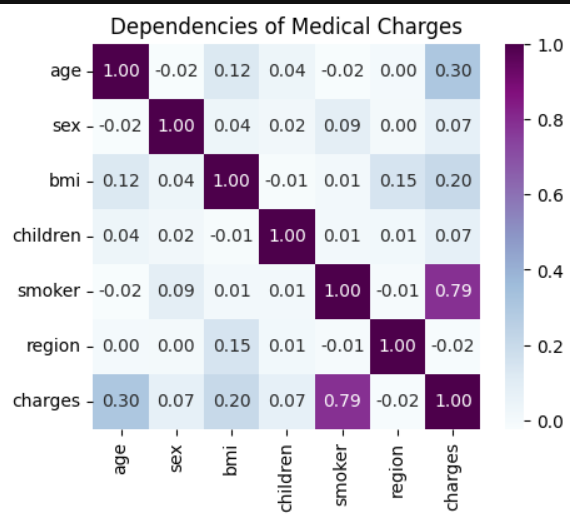 Dependencies of Medical Charges
age 1.00 -0.02 0.12 0.04 -0.02 0.00 0.30
sex -0.02 1.00 0.04 0.02 0.09 0.00 0.07
bmi 0.12 0.04 1.00 -0.01 0.01 0.15 0.20
children 0.04 0.02 -0.01 1.00 0.01 0.01 0.07
smoker -0.02 0.09 0.01 0.01 1.00 -0.01 0.79
region 0.00 0.00 0.15 0.01 -0.01 1.00 -0.02
charges 0.30 0.07 0.20 0.07 0.79 -0.02 1.00
age sex bmi children smoker region charges
1.0
0.8
0.6
0.4
0.2
0.0